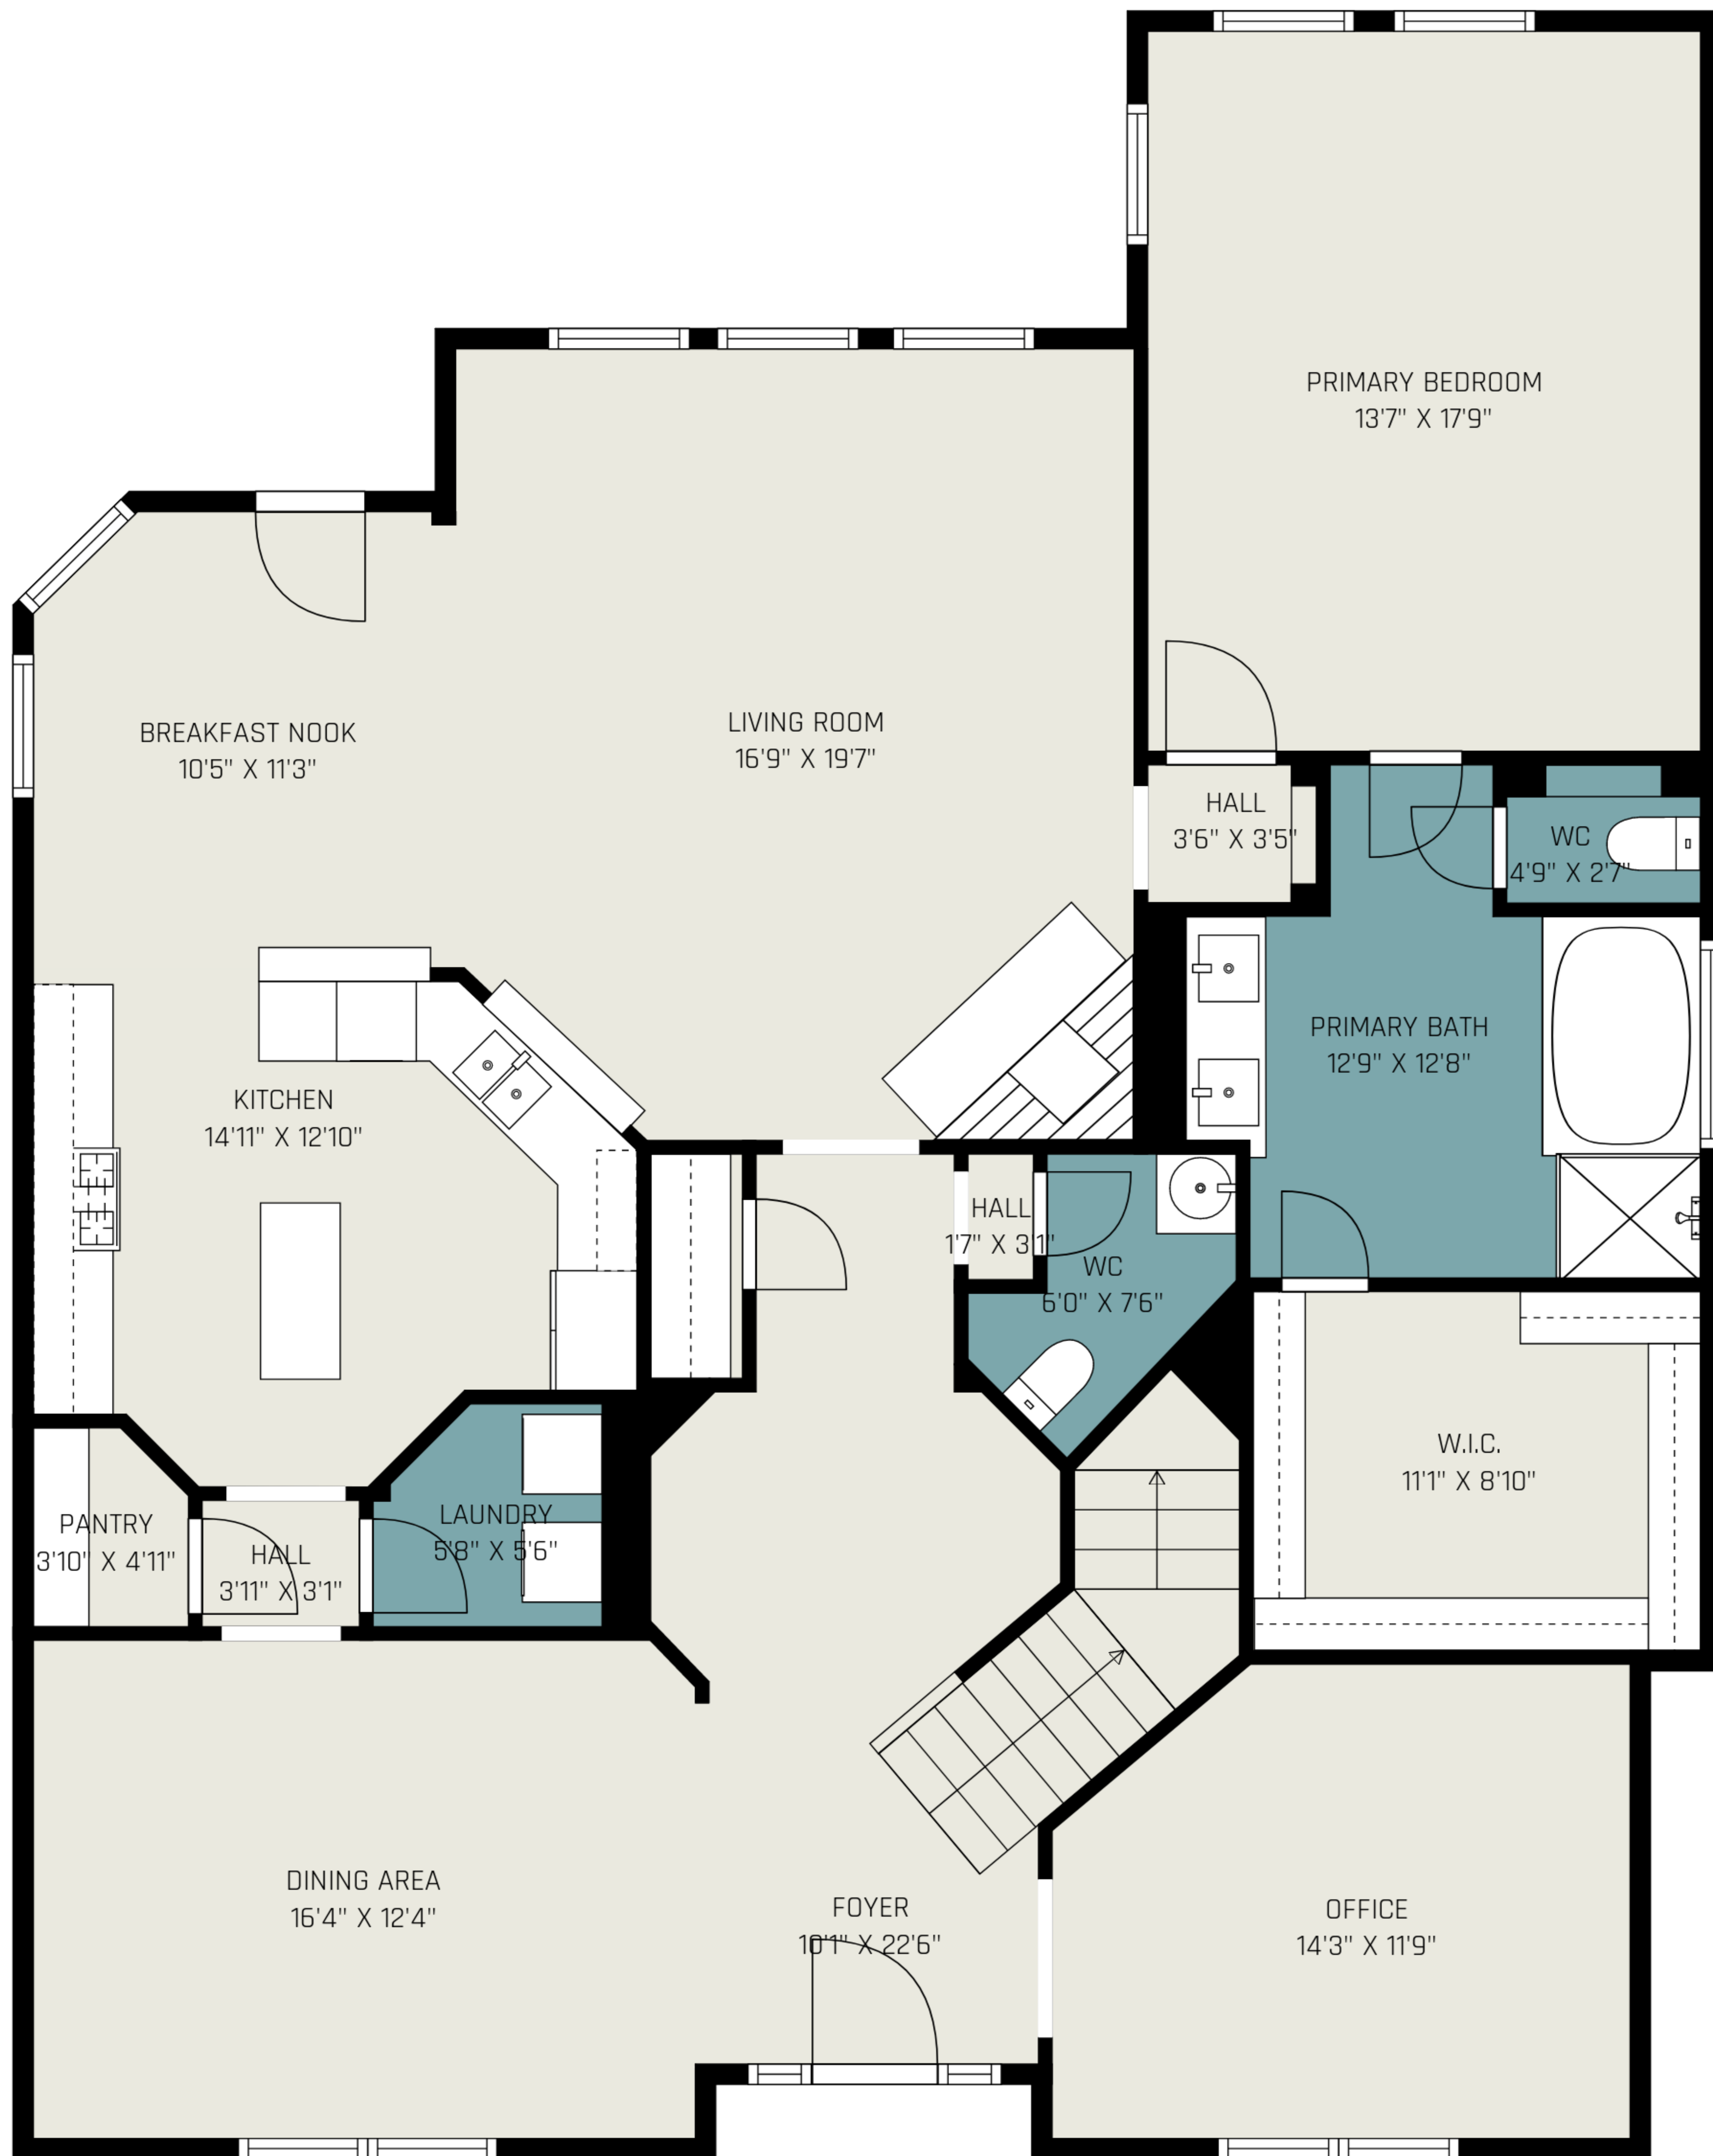 PRIMARY BEDROOM
13'7" X 17'9"
BREAKFAST NOOK
10'5" X 11'3"
LIVING ROOM
16'9" X 19'7"
HALL
3'6" X 3'5"
WC
4'9" X 2'7"
PRIMARY BATH
12'9" X 12'8"
KITCHEN
14'11" X 12'10"
HALL
1'7" X 3'1"
WC
6'0" X 7'6"
W.I.C.
11'1" X 8'10"
PANTRY
3'10" X 4'11"
HALL
3'11" X 3'1"
LAUNDRY
5'8" X 5'6"
DINING AREA
16'4" X 12'4"
FOYER
10'1" X 22'6"
OFFICE
14'3" X 11'9"